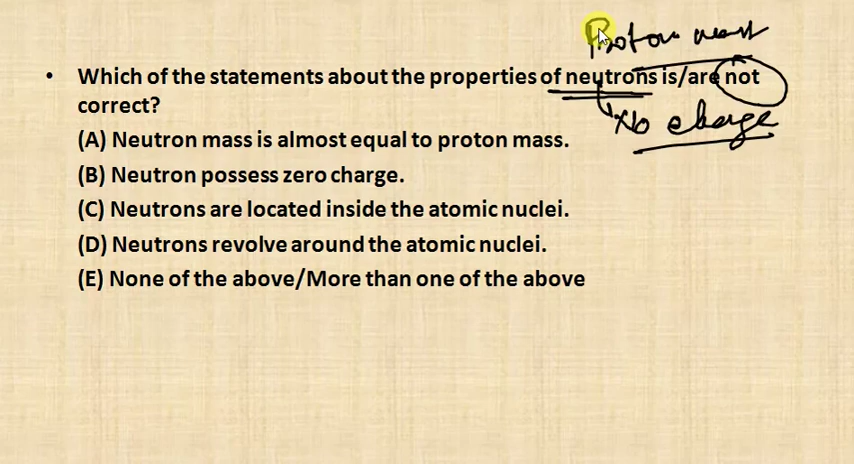 Proton mass
• Which of the statements about the properties of neutrons is/are not
correct?
No charge
(A) Neutron mass is almost equal to proton mass.
(B) Neutron possess zero charge.
(C) Neutrons are located inside the atomic nuclei.
(D) Neutrons revolve around the atomic nuclei.
(E) None of the above/More than one of the above